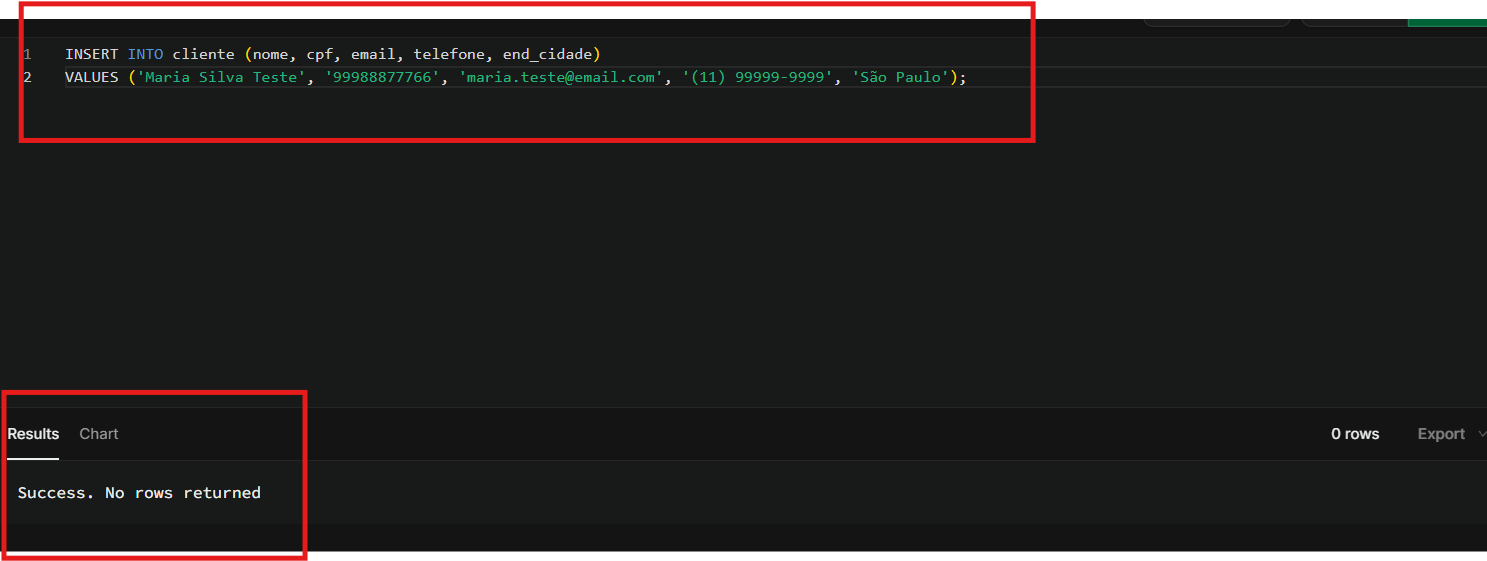 1 INSERT INTO cliente (nome, cpf, email, telefone, end_cidade)
2 VALUES ('Maria Silva Teste', '99988877766', 'maria.teste@email.com', '(11) 99999-9999', 'São Paulo');
Results Chart 0 rows Export
Success. No rows returned